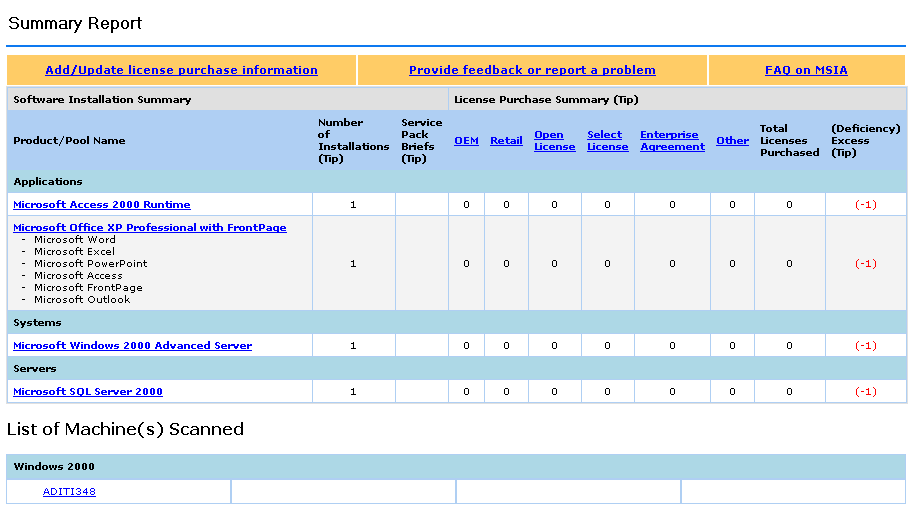 Summary Report
Add/Update license purchase information Provide feedback or report a problem FAQ on MSIA
Software Installation Summary License Purchase Summary (Tip)
Product/Pool Name Number of Installations (Tip) Service Pack Briefs (Tip) OEM Retail Open License Select License Enterprise Agreement Other Total Licenses Purchased (Deficiency) Excess (Tip)
Applications
Microsoft Access 2000 Runtime 1 0 0 0 0 0 0 0 (-1)
Microsoft Office XP Professional with FrontPage
- Microsoft Word
- Microsoft Excel
- Microsoft PowerPoint 1 0 0 0 0 0 0 0 (-1)
- Microsoft Access
- Microsoft FrontPage
- Microsoft Outlook
Systems
Microsoft Windows 2000 Advanced Server 1 0 0 0 0 0 0 0 (-1)
Servers
Microsoft SQL Server 2000 1 0 0 0 0 0 0 0 (-1)
List of Machine(s) Scanned
Windows 2000
ADITI348